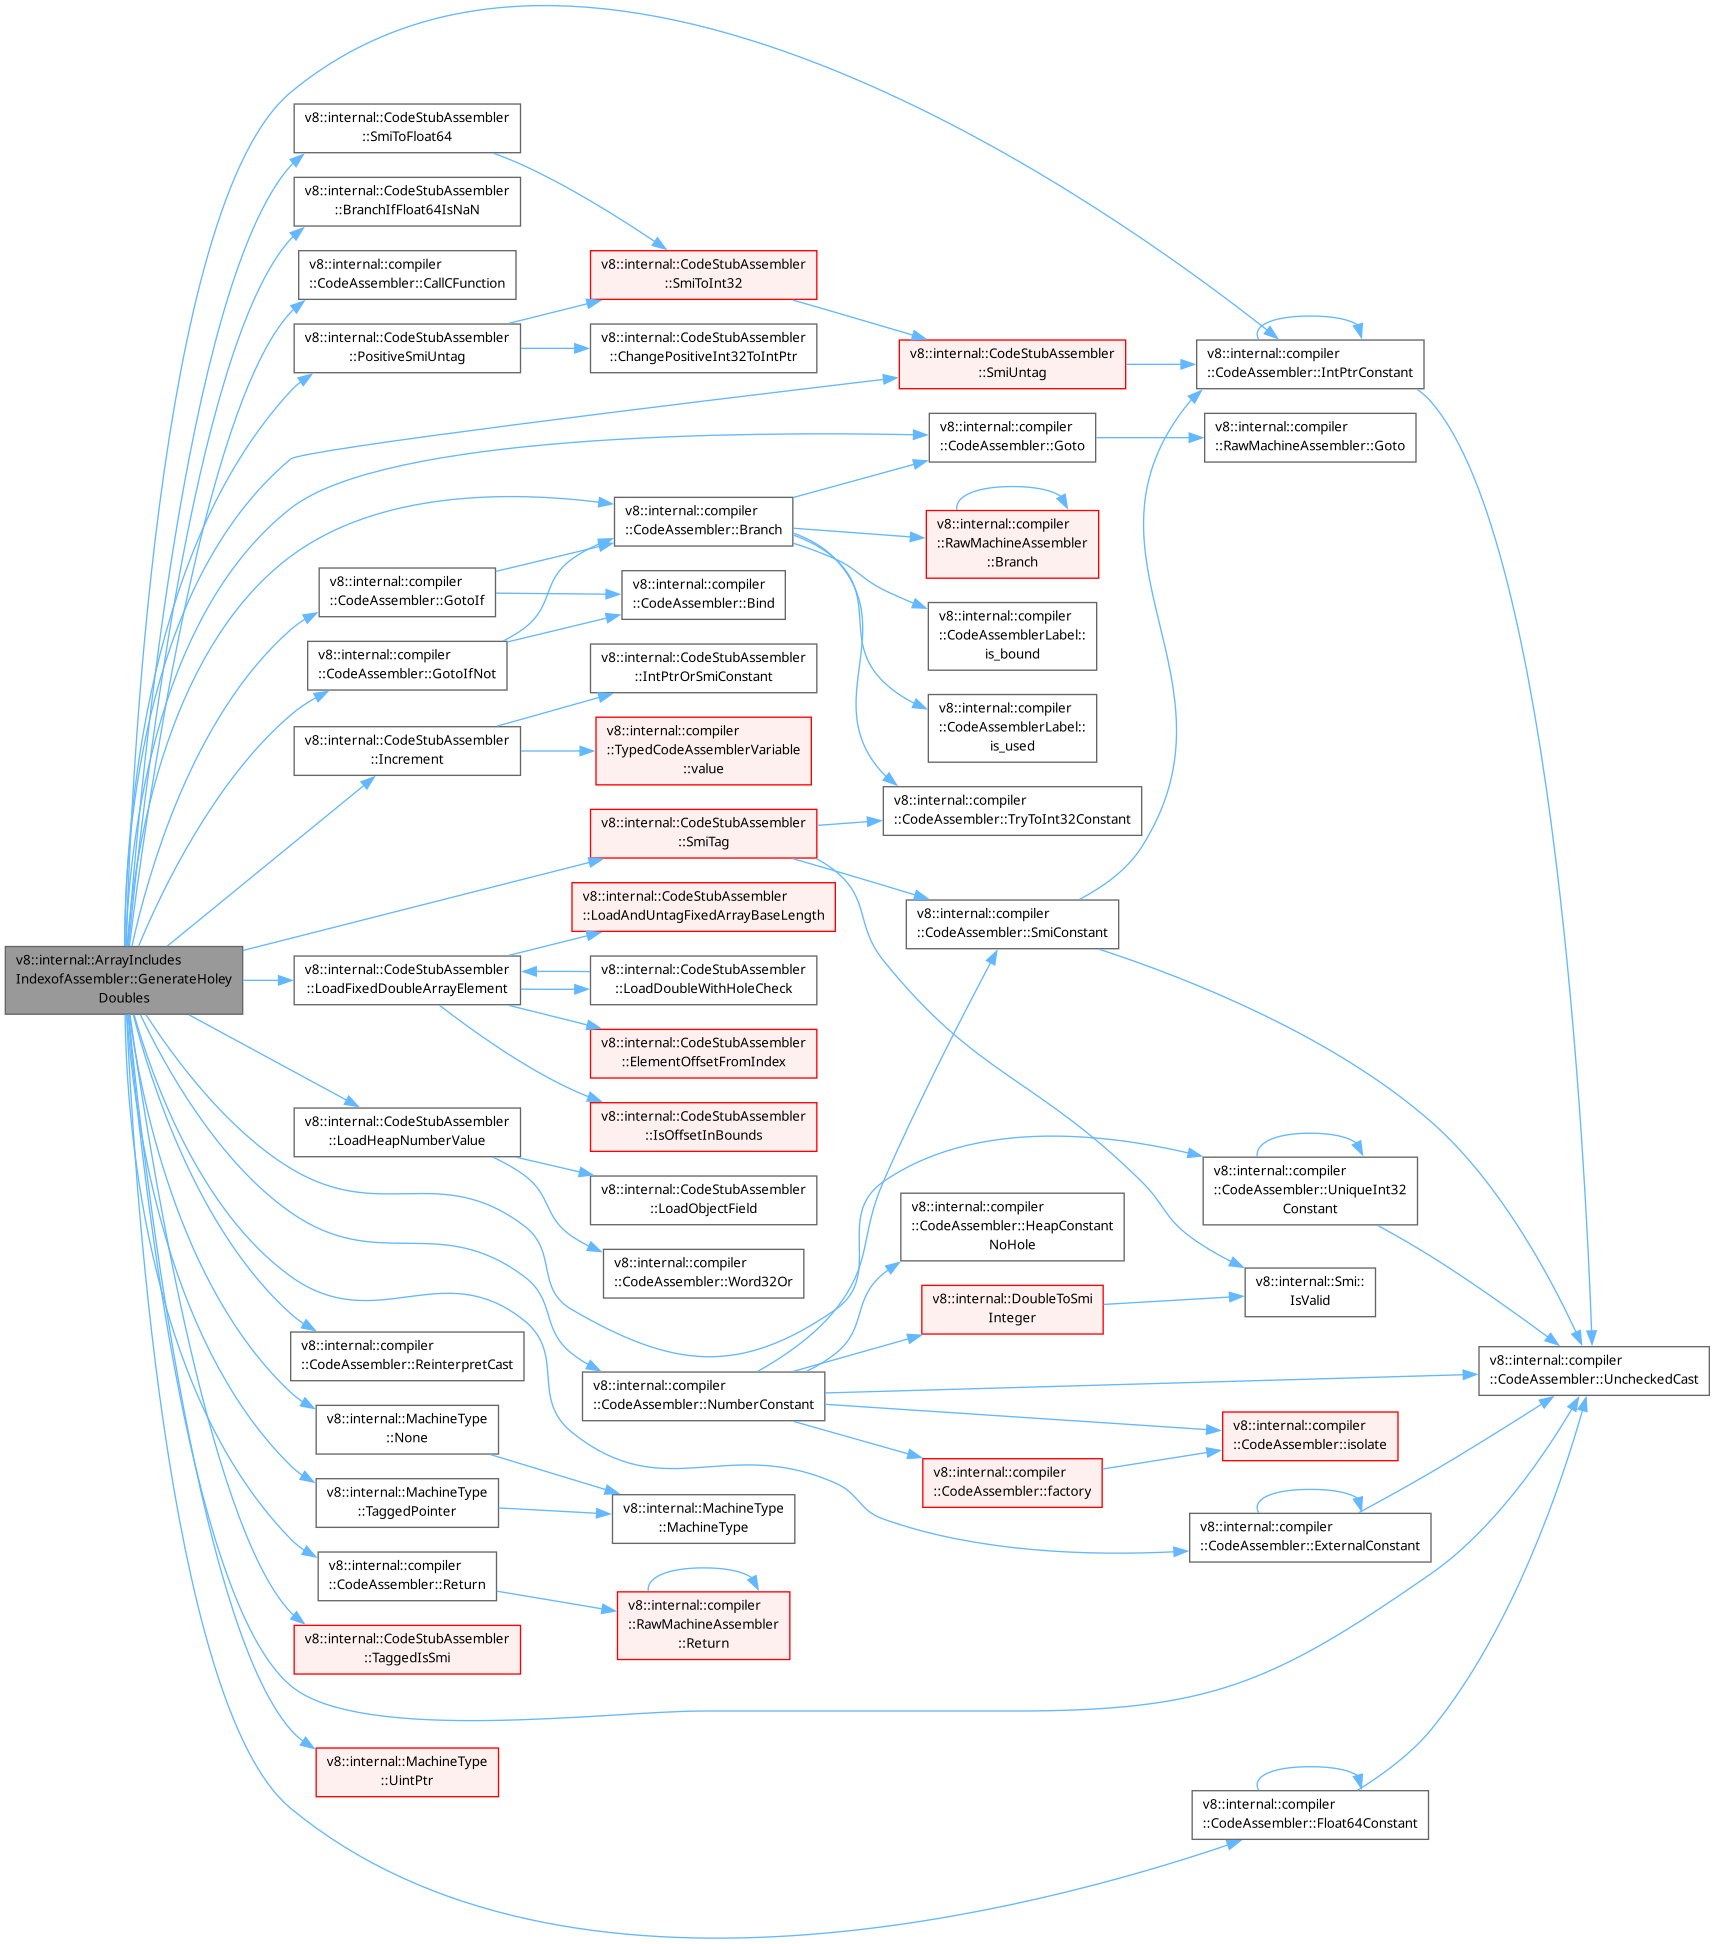 v8::internal::CodeStubAssembler
::SmiToFloat64
v8::internal::CodeStubAssembler
::BranchIfFloat64IsNaN
v8::internal::compiler
::CodeAssembler::CallCFunction
v8::internal::CodeStubAssembler
::PositiveSmiUntag
v8::internal::CodeStubAssembler
::SmiToInt32
v8::internal::CodeStubAssembler
::ChangePositiveInt32ToIntPtr
v8::internal::CodeStubAssembler
::SmiUntag
v8::internal::compiler
::CodeAssembler::IntPtrConstant
v8::internal::compiler
::CodeAssembler::Goto
v8::internal::compiler
::RawMachineAssembler::Goto
v8::internal::compiler
::CodeAssembler::Branch
v8::internal::compiler
::RawMachineAssembler
::Branch
v8::internal::compiler
::CodeAssembler::GotoIf
v8::internal::compiler
::CodeAssembler::Bind
v8::internal::compiler
::CodeAssemblerLabel::
is_bound
v8::internal::compiler
::CodeAssembler::GotoIfNot
v8::internal::CodeStubAssembler
::IntPtrOrSmiConstant
v8::internal::compiler
::CodeAssemblerLabel::
is_used
v8::internal::CodeStubAssembler
::Increment
v8::internal::compiler
::TypedCodeAssemblerVariable
::value
v8::internal::compiler
::CodeAssembler::TryToInt32Constant
v8::internal::CodeStubAssembler
::SmiTag
v8::internal::CodeStubAssembler
::LoadAndUntagFixedArrayBaseLength
v8::internal::compiler
::CodeAssembler::SmiConstant
v8::internal::ArrayIncludes
IndexofAssembler::GenerateHoley
Doubles
v8::internal::CodeStubAssembler
::LoadFixedDoubleArrayElement
v8::internal::CodeStubAssembler
::LoadDoubleWithHoleCheck
v8::internal::CodeStubAssembler
::ElementOffsetFromIndex
v8::internal::CodeStubAssembler
::IsOffsetInBounds
v8::internal::CodeStubAssembler
::LoadHeapNumberValue
v8::internal::CodeStubAssembler
::LoadObjectField
v8::internal::compiler
::CodeAssembler::UniqueInt32
Constant
v8::internal::compiler
::CodeAssembler::HeapConstant
NoHole
v8::internal::compiler
::CodeAssembler::Word32Or
v8::internal::Smi::
IsValid
v8::internal::DoubleToSmi
Integer
v8::internal::compiler
::CodeAssembler::ReinterpretCast
v8::internal::compiler
::CodeAssembler::NumberConstant
v8::internal::compiler
::CodeAssembler::UncheckedCast
v8::internal::MachineType
::None
v8::internal::compiler
::CodeAssembler::isolate
v8::internal::compiler
::CodeAssembler::factory
v8::internal::MachineType
::TaggedPointer
v8::internal::MachineType
::MachineType
v8::internal::compiler
::CodeAssembler::ExternalConstant
v8::internal::compiler
::CodeAssembler::Return
v8::internal::compiler
::RawMachineAssembler
::Return
v8::internal::CodeStubAssembler
::TaggedIsSmi
v8::internal::MachineType
::UintPtr
v8::internal::compiler
::CodeAssembler::Float64Constant